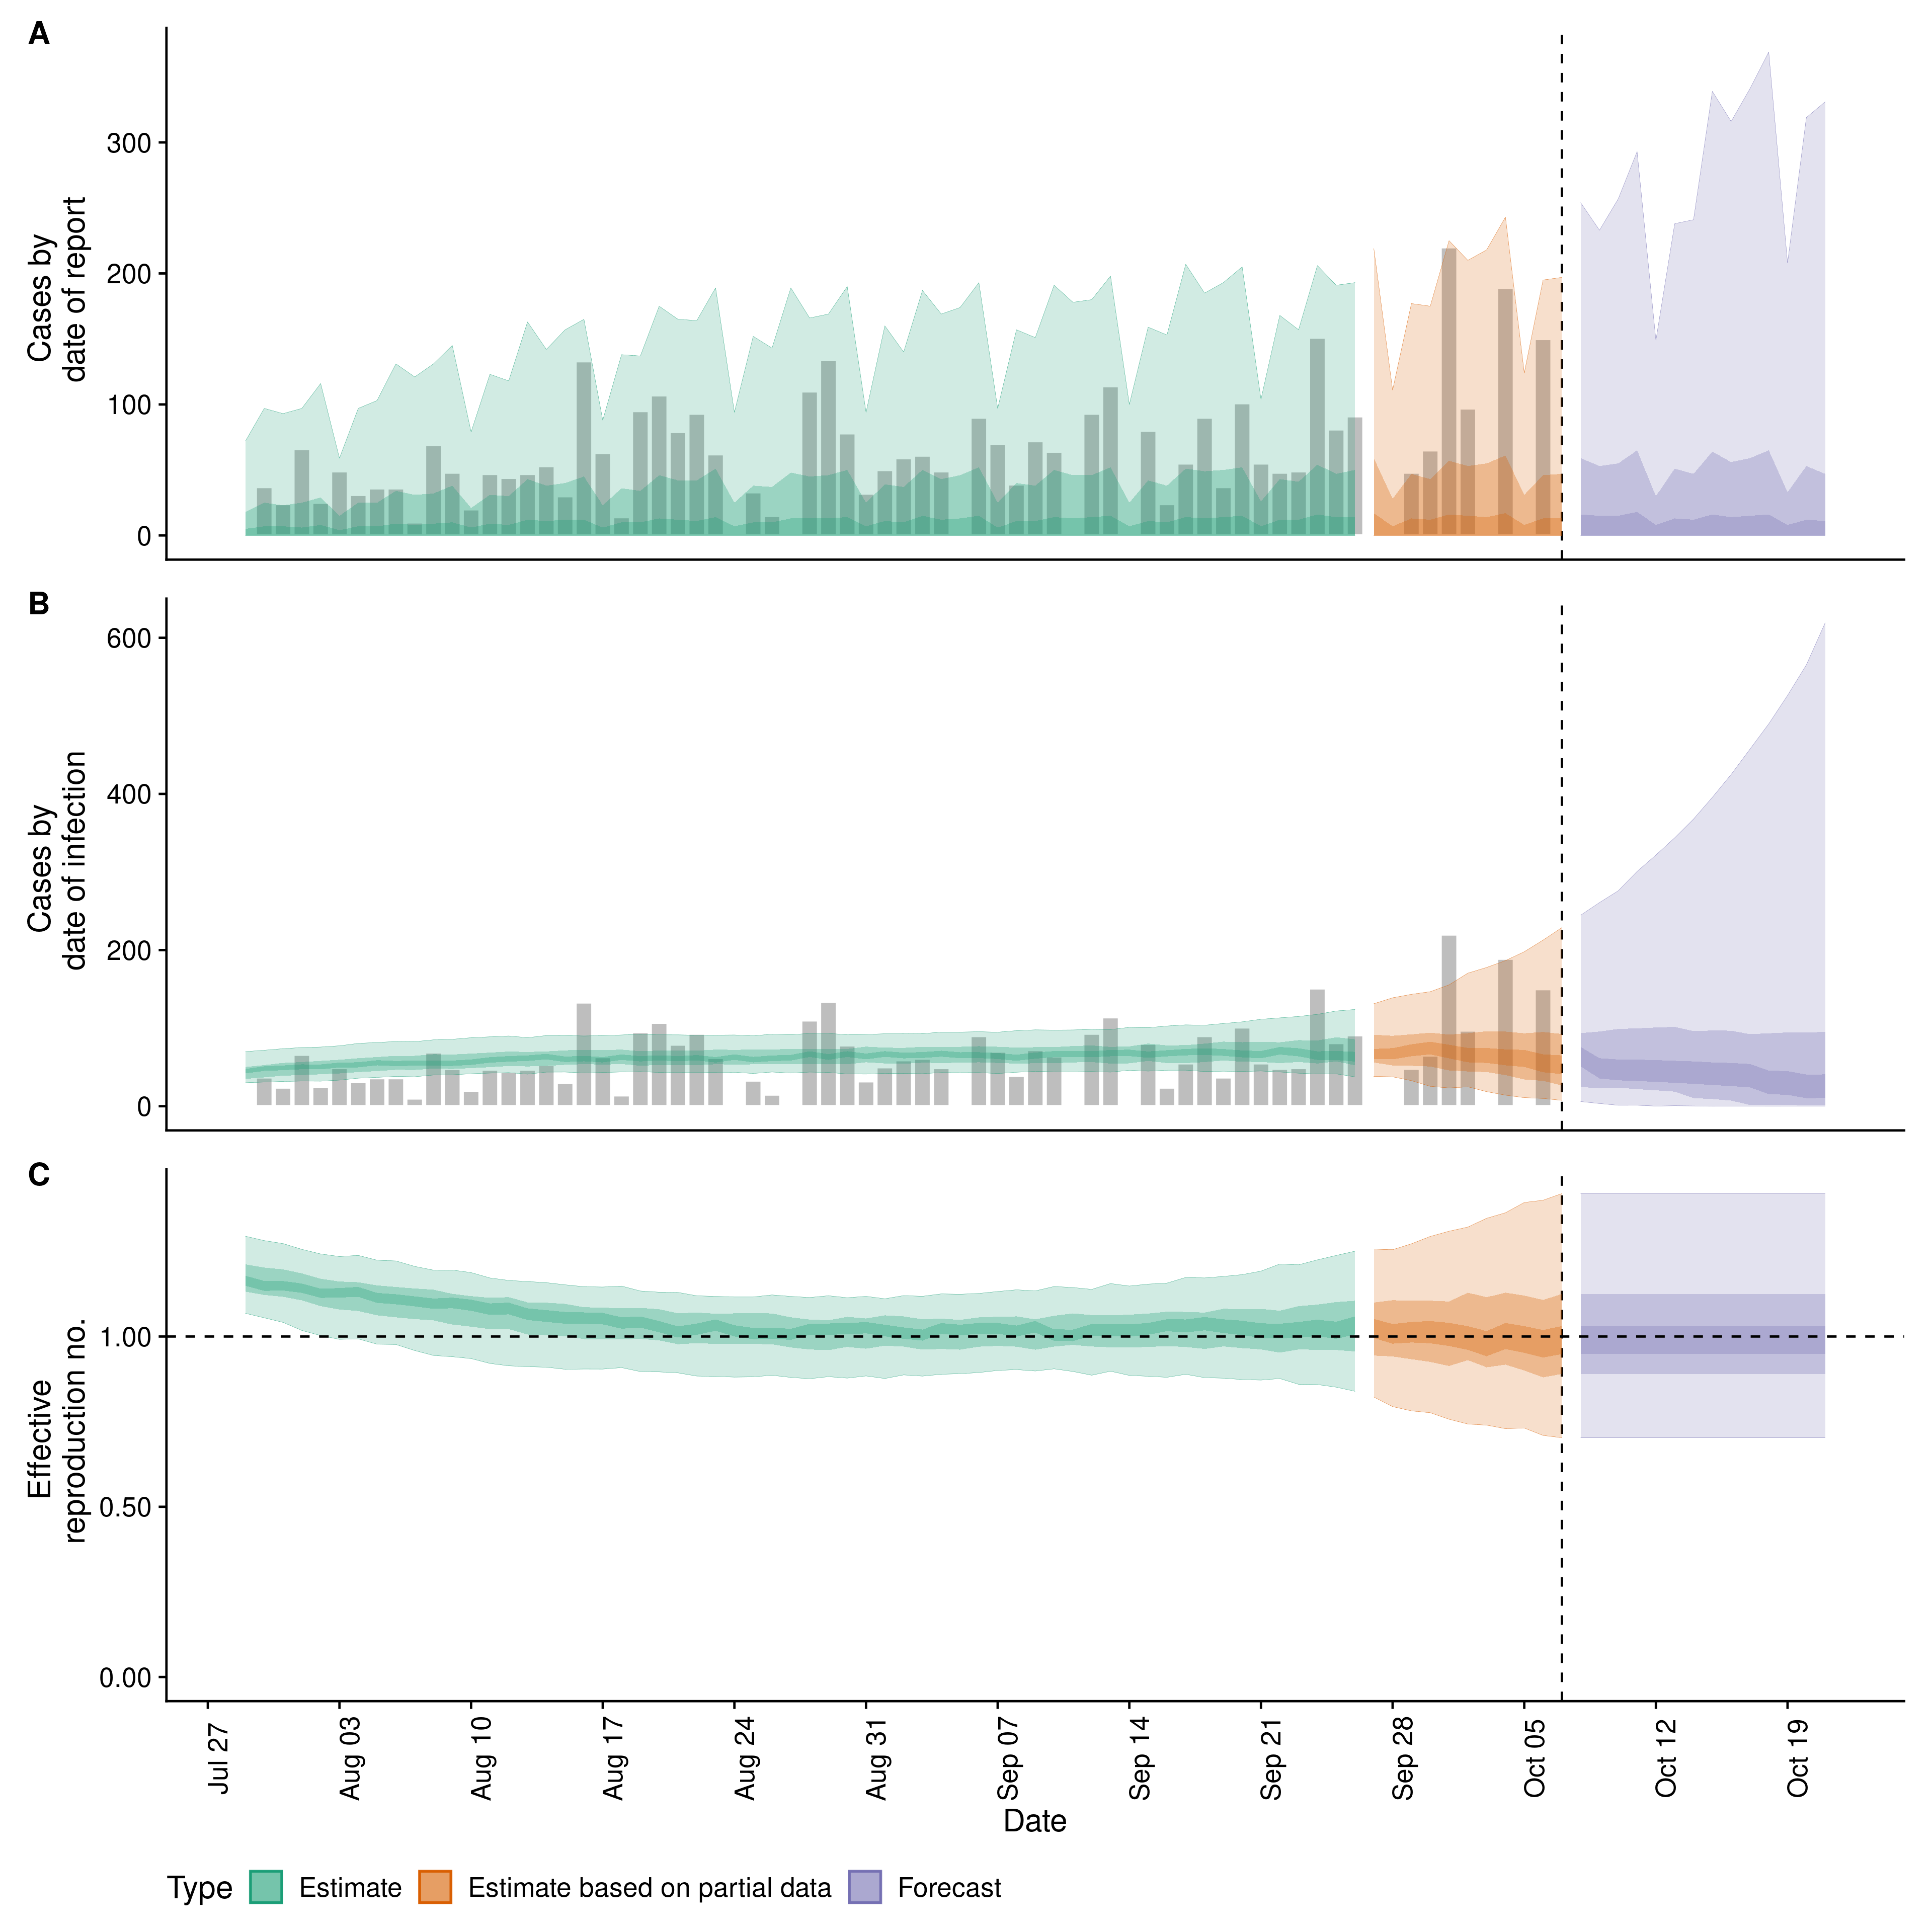 A
Cases by
date of report
300
200
100
0
B
Cases by
date of infection
600
400
200
0
C
Effective
reproduction no.
1.00
0.50
0.00
Jul 27
Aug 03
Aug 10
Aug 17
Aug 24
Aug 31
Sep 07
Sep 14
Sep 21
Sep 28
Oct 05
Oct 12
Oct 19
Date
Type Estimate Estimate based on partial data Forecast